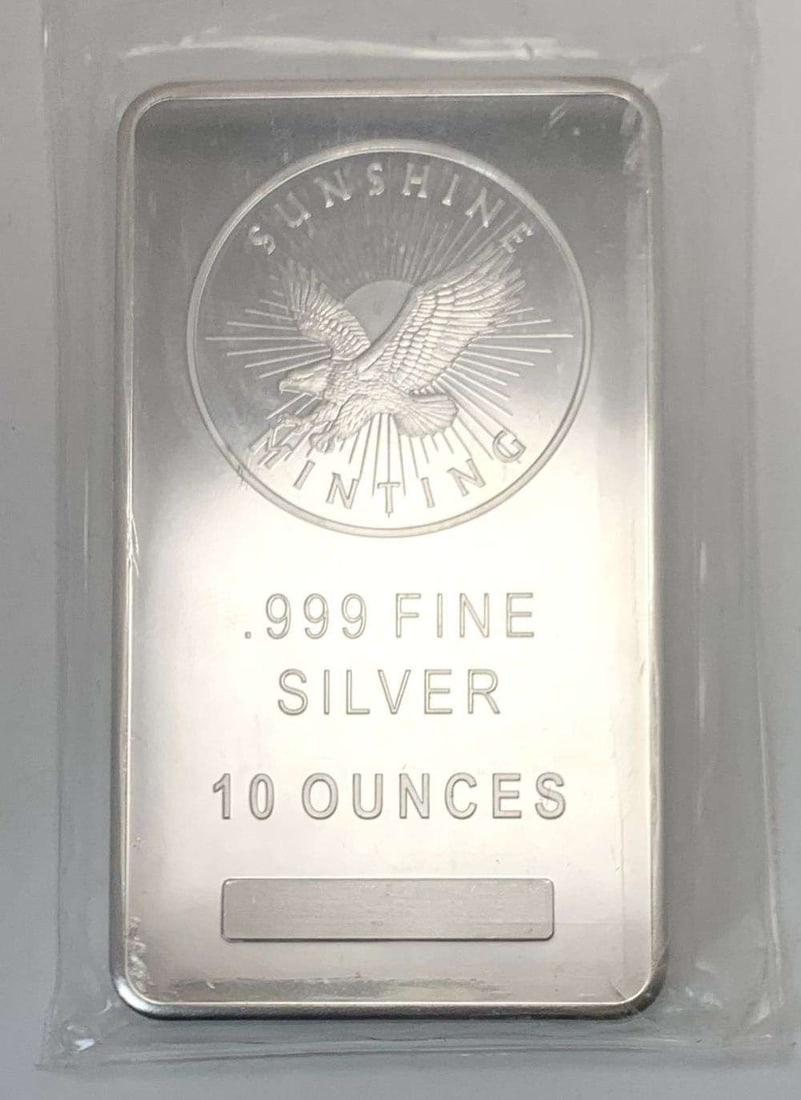 SUNSHINE
MINTING
.999 FINE
SILVER
10 OUNCES